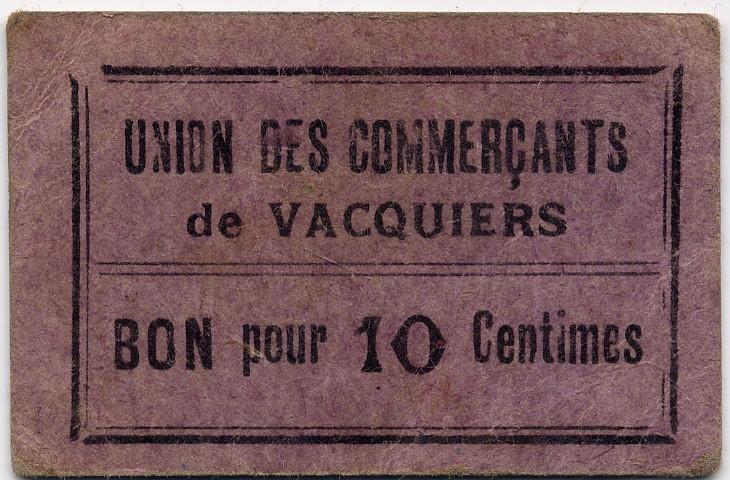 UNION DES COMMERÇANTS
de VACQUIERS
BON pour 10 Centimes